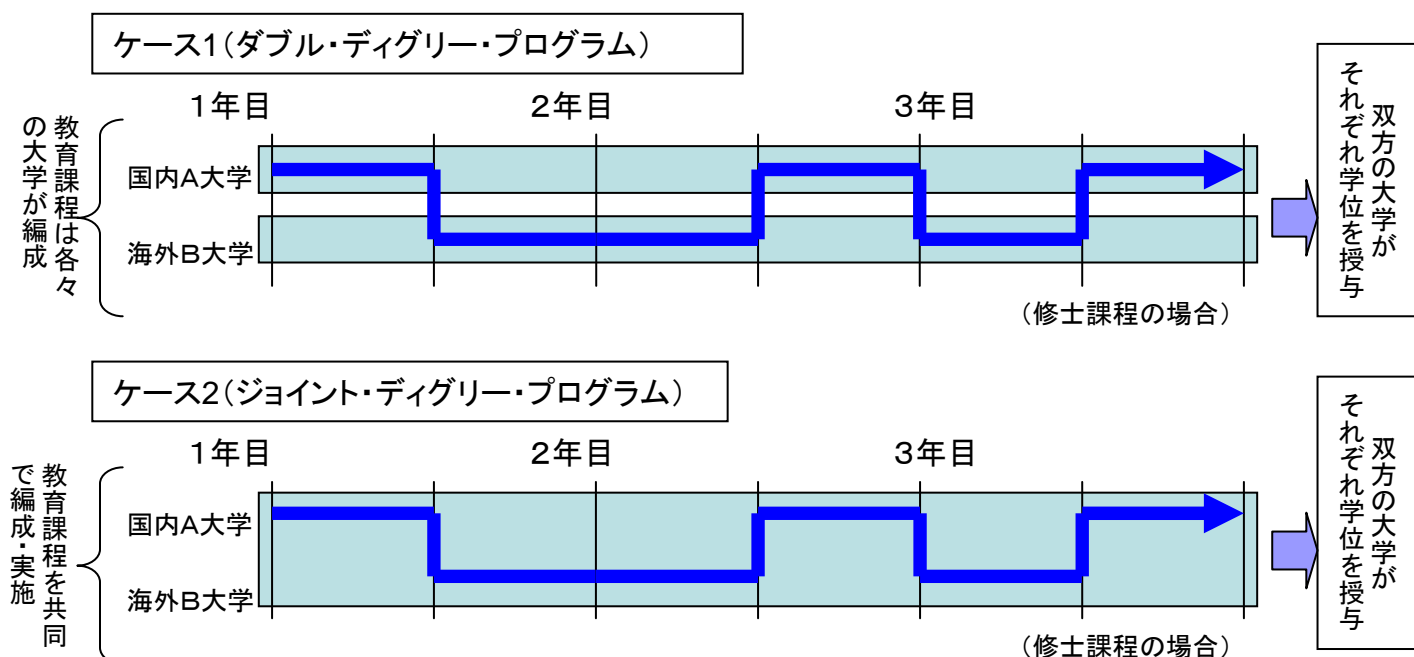 ケース1（ダブル・ディグリー・プログラム）
１年目
２年目
３年目
教育課程は各々
の大学が編成
国内Ａ大学
海外Ｂ大学
（修士課程の場合）
双方の大学が
それぞれ学位を授与
ケース2（ジョイント・ディグリー・プログラム）
１年目
２年目
３年目
教育課程を共同
で編成・実施
国内Ａ大学
海外Ｂ大学
（修士課程の場合）
双方の大学が
それぞれ学位を授与